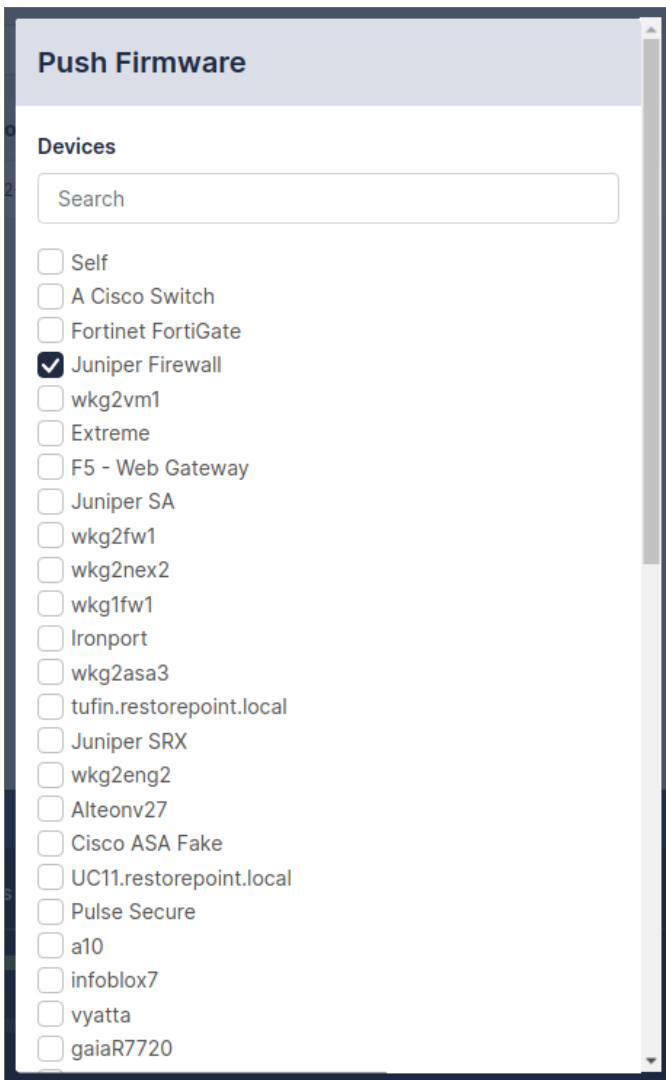 Push Firmware
Devices
Search
Self
A Cisco Switch
Fortinet FortiGate
Juniper Firewall
wkg2vm1
Extreme
F5 - Web Gateway
Juniper SA
wkg2fw1
wkg2nex2
wkg1fw1
Ironport
wkg2asa3
tufin.restorepoint.local
Juniper SRX
wkg2eng2
Alteonv27
Cisco ASA Fake
UC11.restorepoint.local
Pulse Secure
a10
infoblox7
vyatta
gaiaR7720